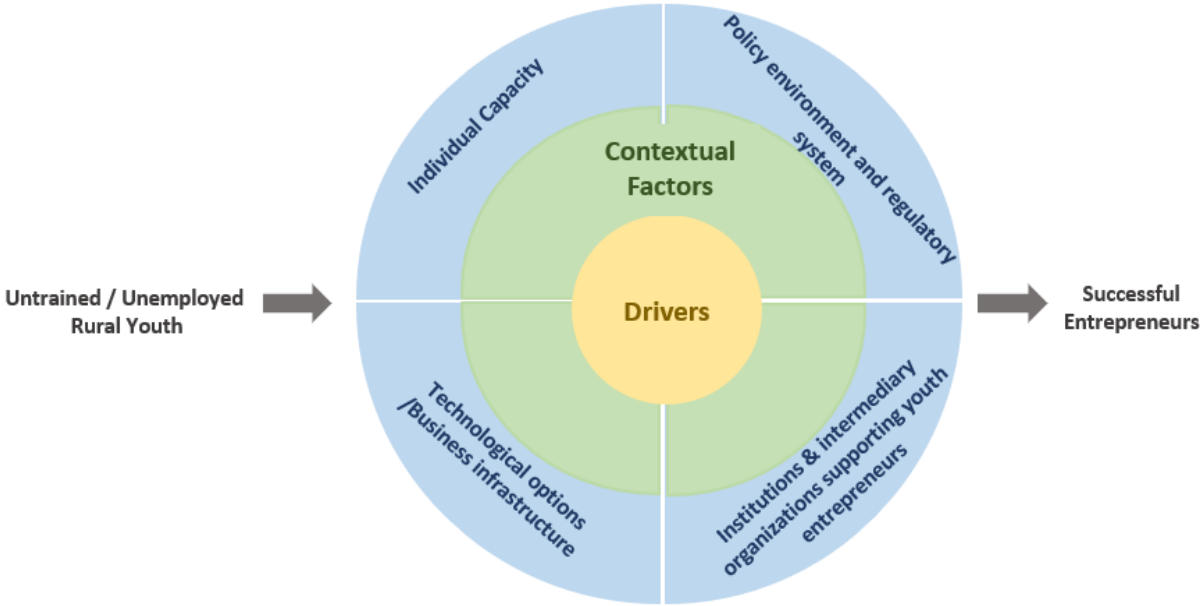 Individual Capacity
Policy environment and regulatory
system
Contextual
Factors
Untrained / Unemployed
Rural Youth
Drivers
Successful
Entrepreneurs
Technological options
/Business infrastructure
Institutions & intermediary
organizations supporting youth
entrepreneurs